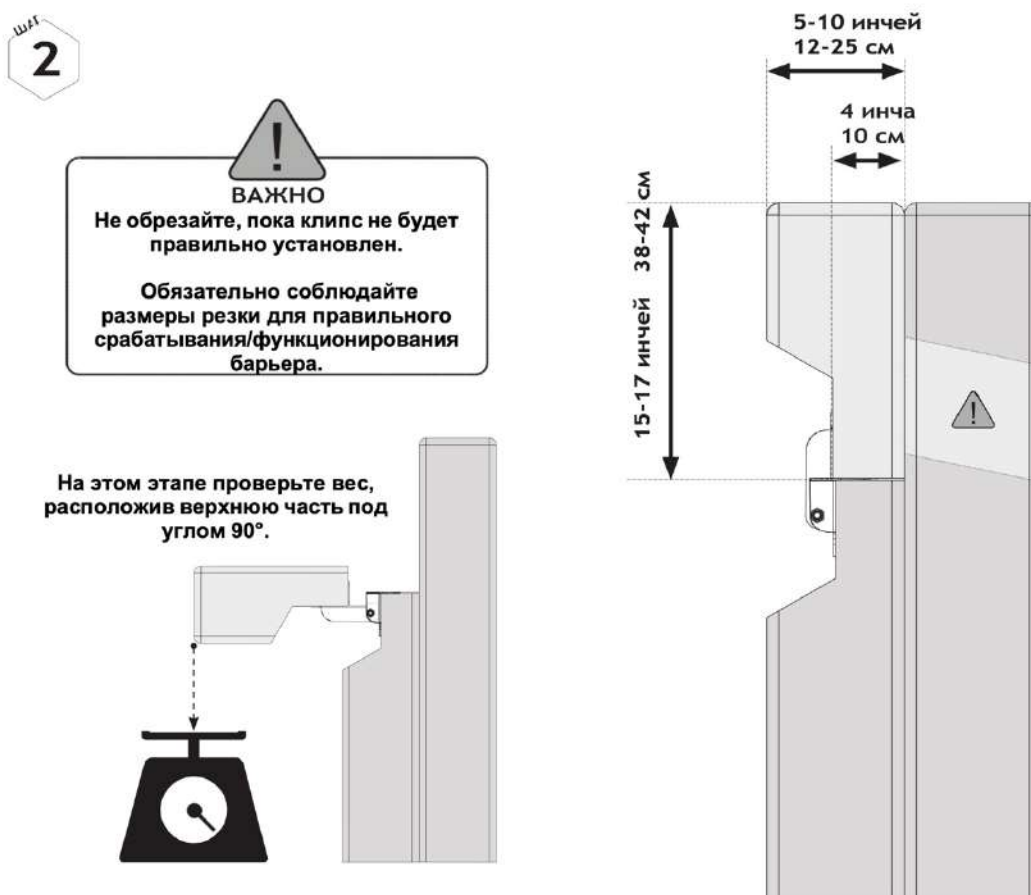 ШАГ
2
ВАЖНО
Не обрезайте, пока клипс не будет
правильно установлен.
Обязательно соблюдайте
размеры резки для правильного
срабатывания/функционирования
барьера.
На этом этапе проверьте вес,
расположив верхнюю часть под
углом 90°.
5-10 инчей
12-25 см
4 инча
10 см
15-17 инчей 38-42 см